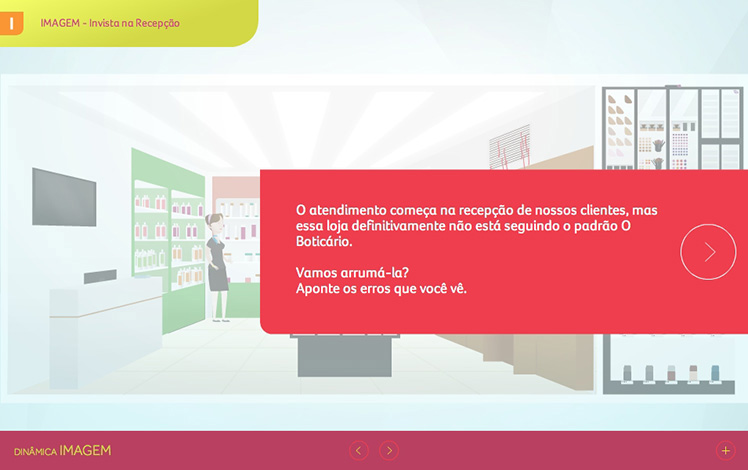 I
IMAGEM - Invista na Recepção
O atendimento começa na recepção de nossos clientes, mas
essa loja definitivamente não está seguindo o padrão O
Boticário.
Vamos arrumá-la?
Aponte os erros que você vê.
DINÂMICA IMAGEM